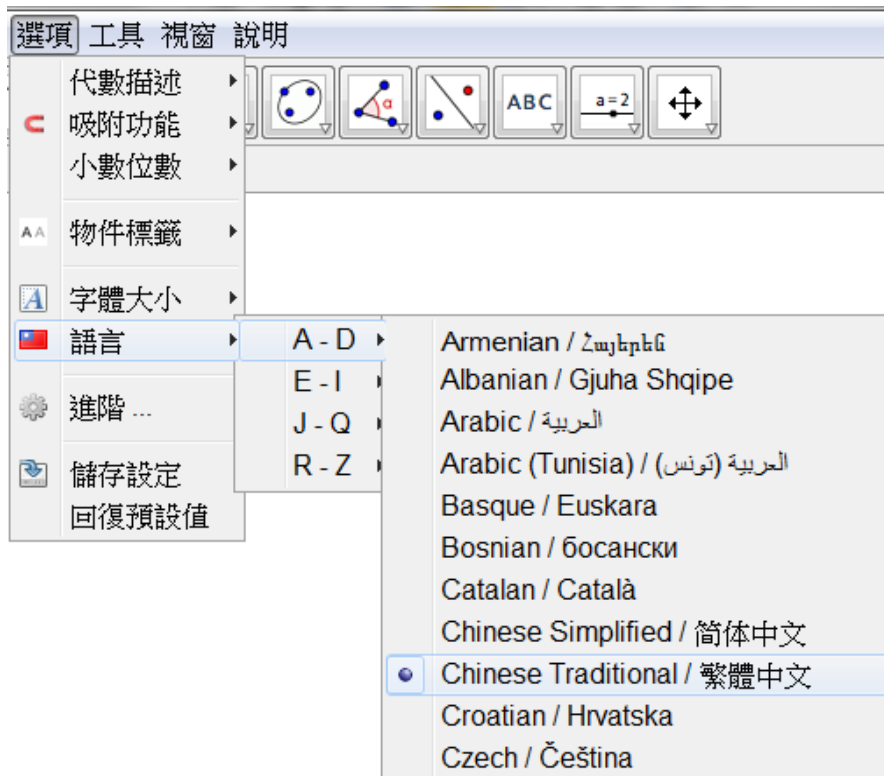 選項 工具 視窗 說明
代數描述
吸附功能
小數位數
AA 物件標籤
A 字體大小
語言
進階 ...
儲存設定
回復預設值
α
ABC
a=2
A - D
E - I
J - Q
R - Z
Armenian / Հայերեն
Albanian / Gjuha Shqipe
Arabic / العربية
Arabic (Tunisia) / العربية (تونس)
Basque / Euskara
Bosnian / босански
Catalan / Català
Chinese Simplified / 简体中文
Chinese Traditional / 繁體中文
Croatian / Hrvatska
Czech / Čeština